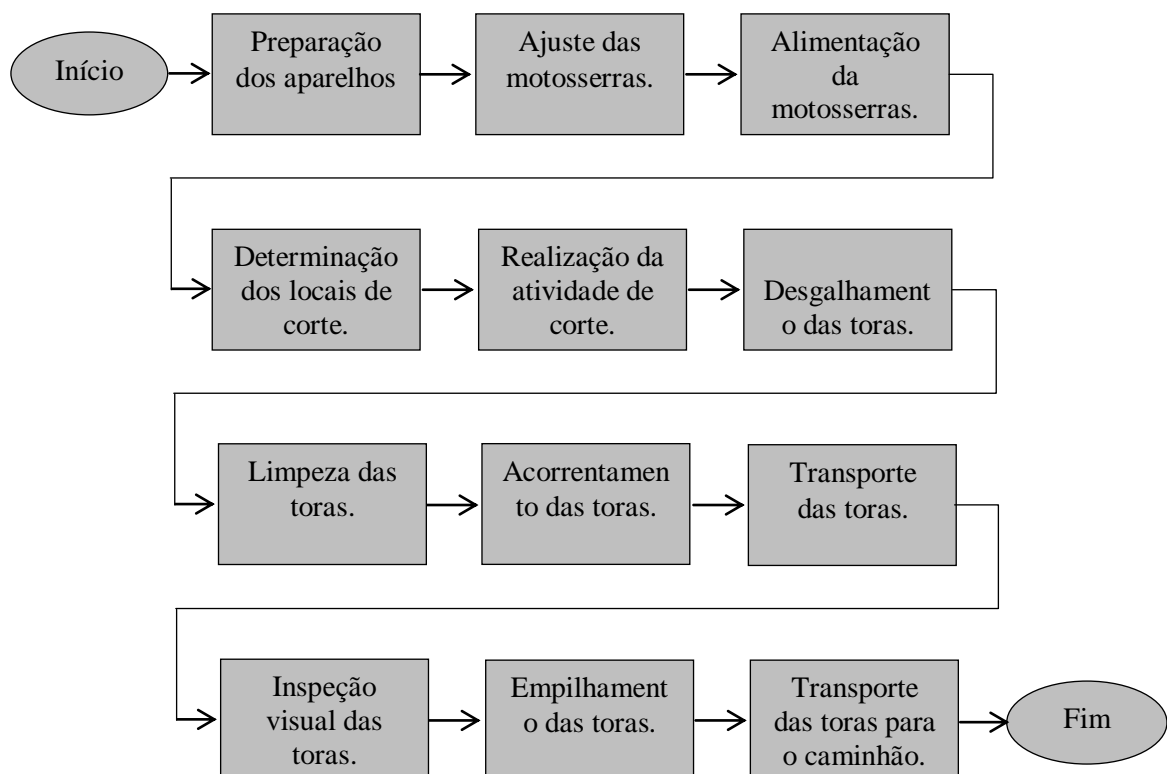 Início
Preparação
dos aparelhos
Ajuste das
motosserras.
Alimentação
da
motosserras.
Determinação
dos locais de
corte.
Realização da
atividade de
corte.
Desgalhament
o das toras.
Limpeza das
toras.
Acorrentamen
to das toras.
Transporte
das toras.
Inspeção
visual das
toras.
Empilhament
o das toras.
Transporte
das toras para
o caminhão.
Fim